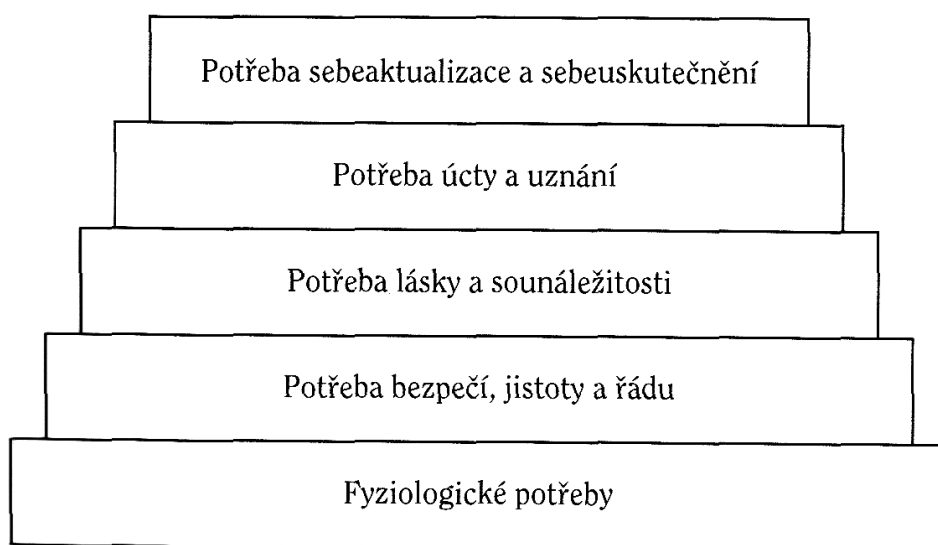 Potřeba sebeaktualizace a sebeuskutečnění
Potřeba úcty a uznání
Potřeba lásky a sounáležitosti
Potřeba bezpečí, jistoty a řádu
Fyziologické potřeby